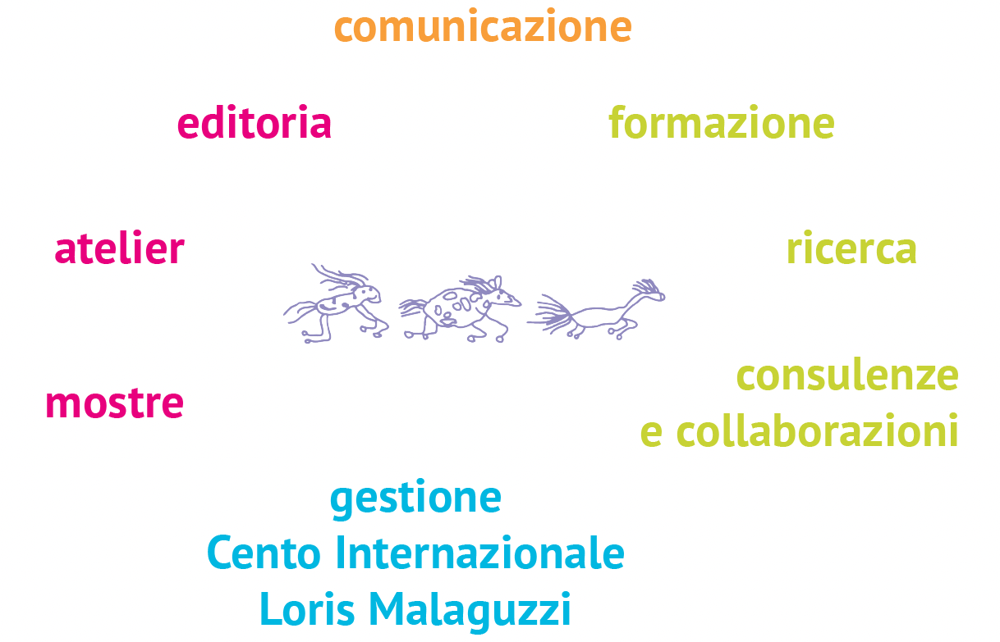 comunicazione
editoria
formazione
atelier
ricerca
mostre
consulenze
e collaborazioni
gestione
Cento Internazionale
Loris Malaguzzi